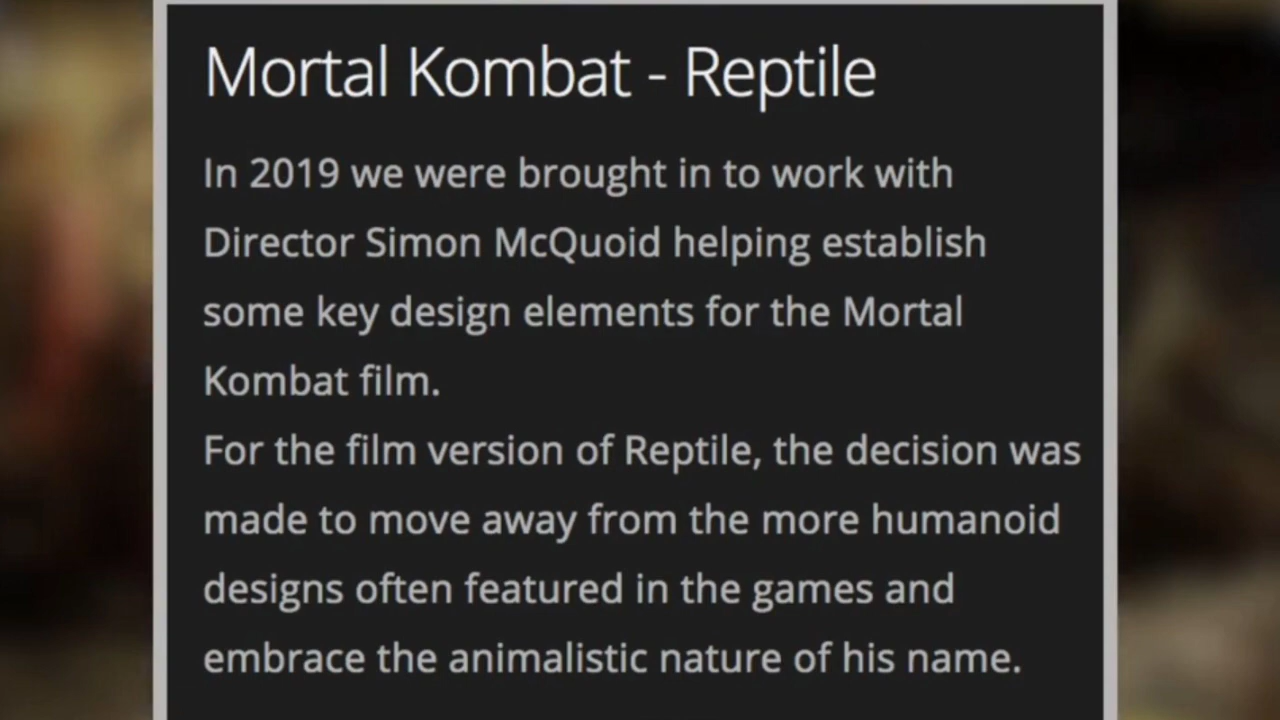 Mortal Kombat - Reptile
In 2019 we were brought in to work with
Director Simon McQuoid helping establish
some key design elements for the Mortal
Kombat film.
For the film version of Reptile, the decision was
made to move away from the more humanoid
designs often featured in the games and
embrace the animalistic nature of his name.